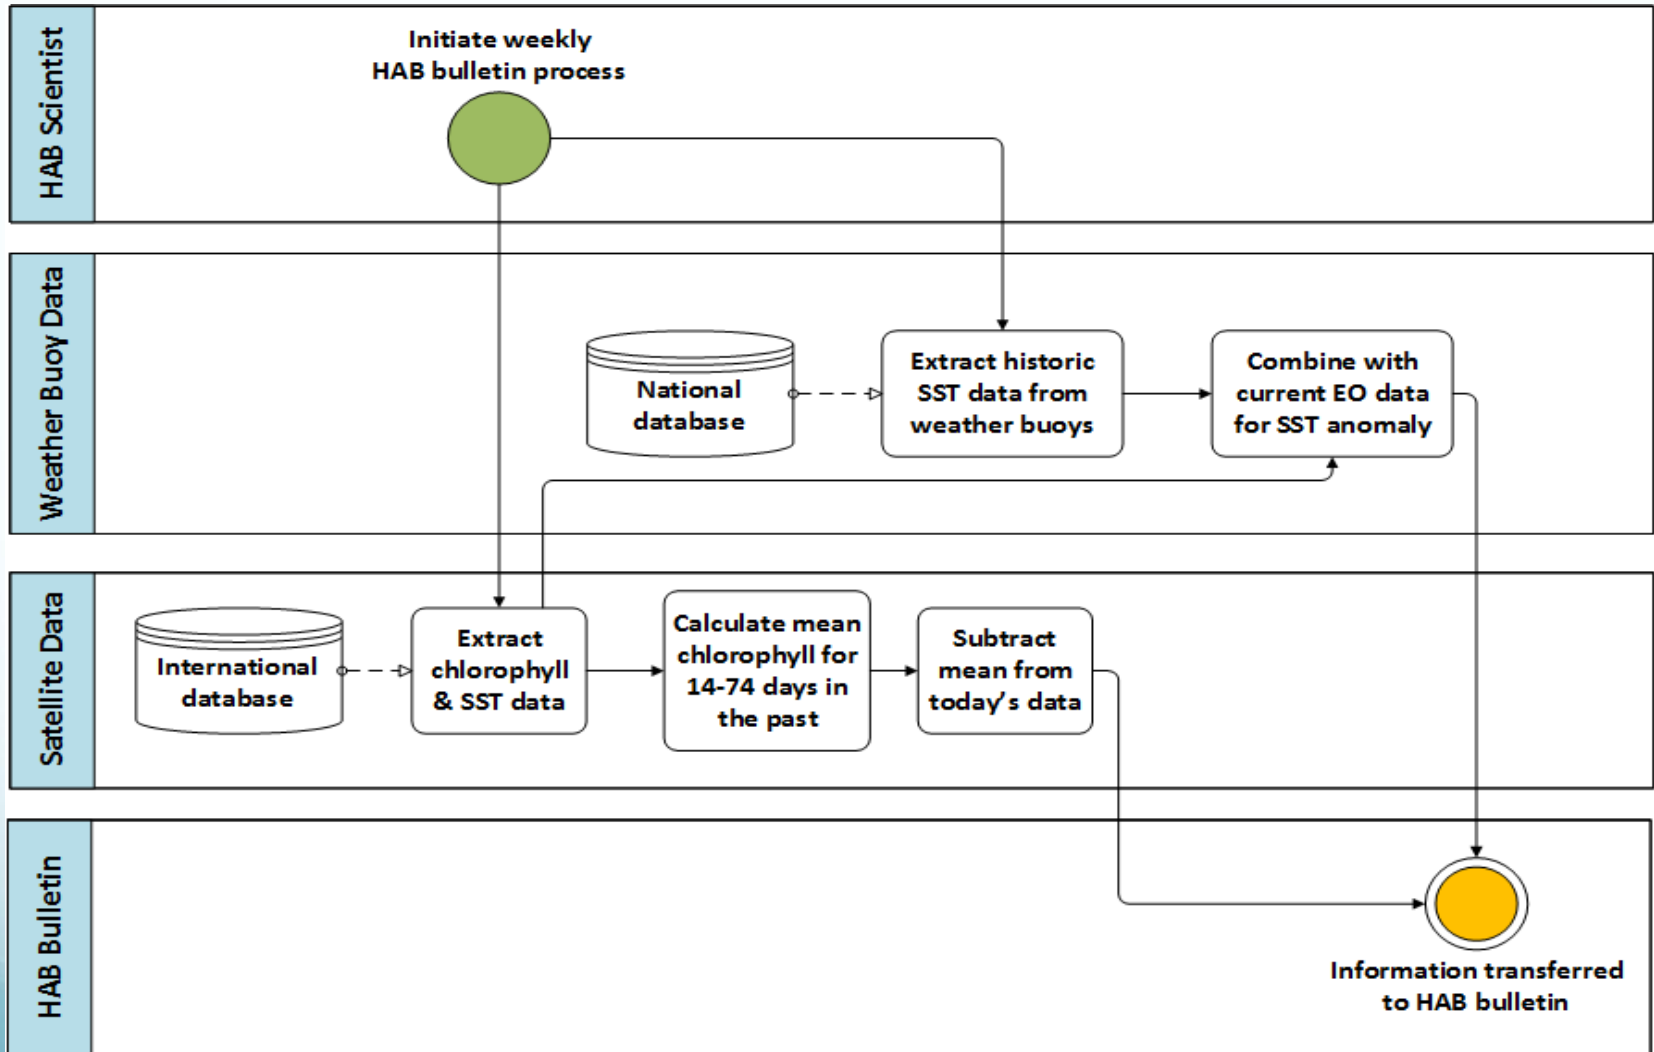 HAB Scientist
Initiate weekly
HAB bulletin process
Weather Buoy Data
National
database
Extract historic
SST data from
weather buoys
Combine with
current EO data
for SST anomaly
Satellite Data
International
database
Extract
chlorophyll
& SST data
Calculate mean
chlorophyll for
14-74 days in
the past
Subtract
mean from
today's data
HAB Bulletin
Information transferred
to HAB bulletin